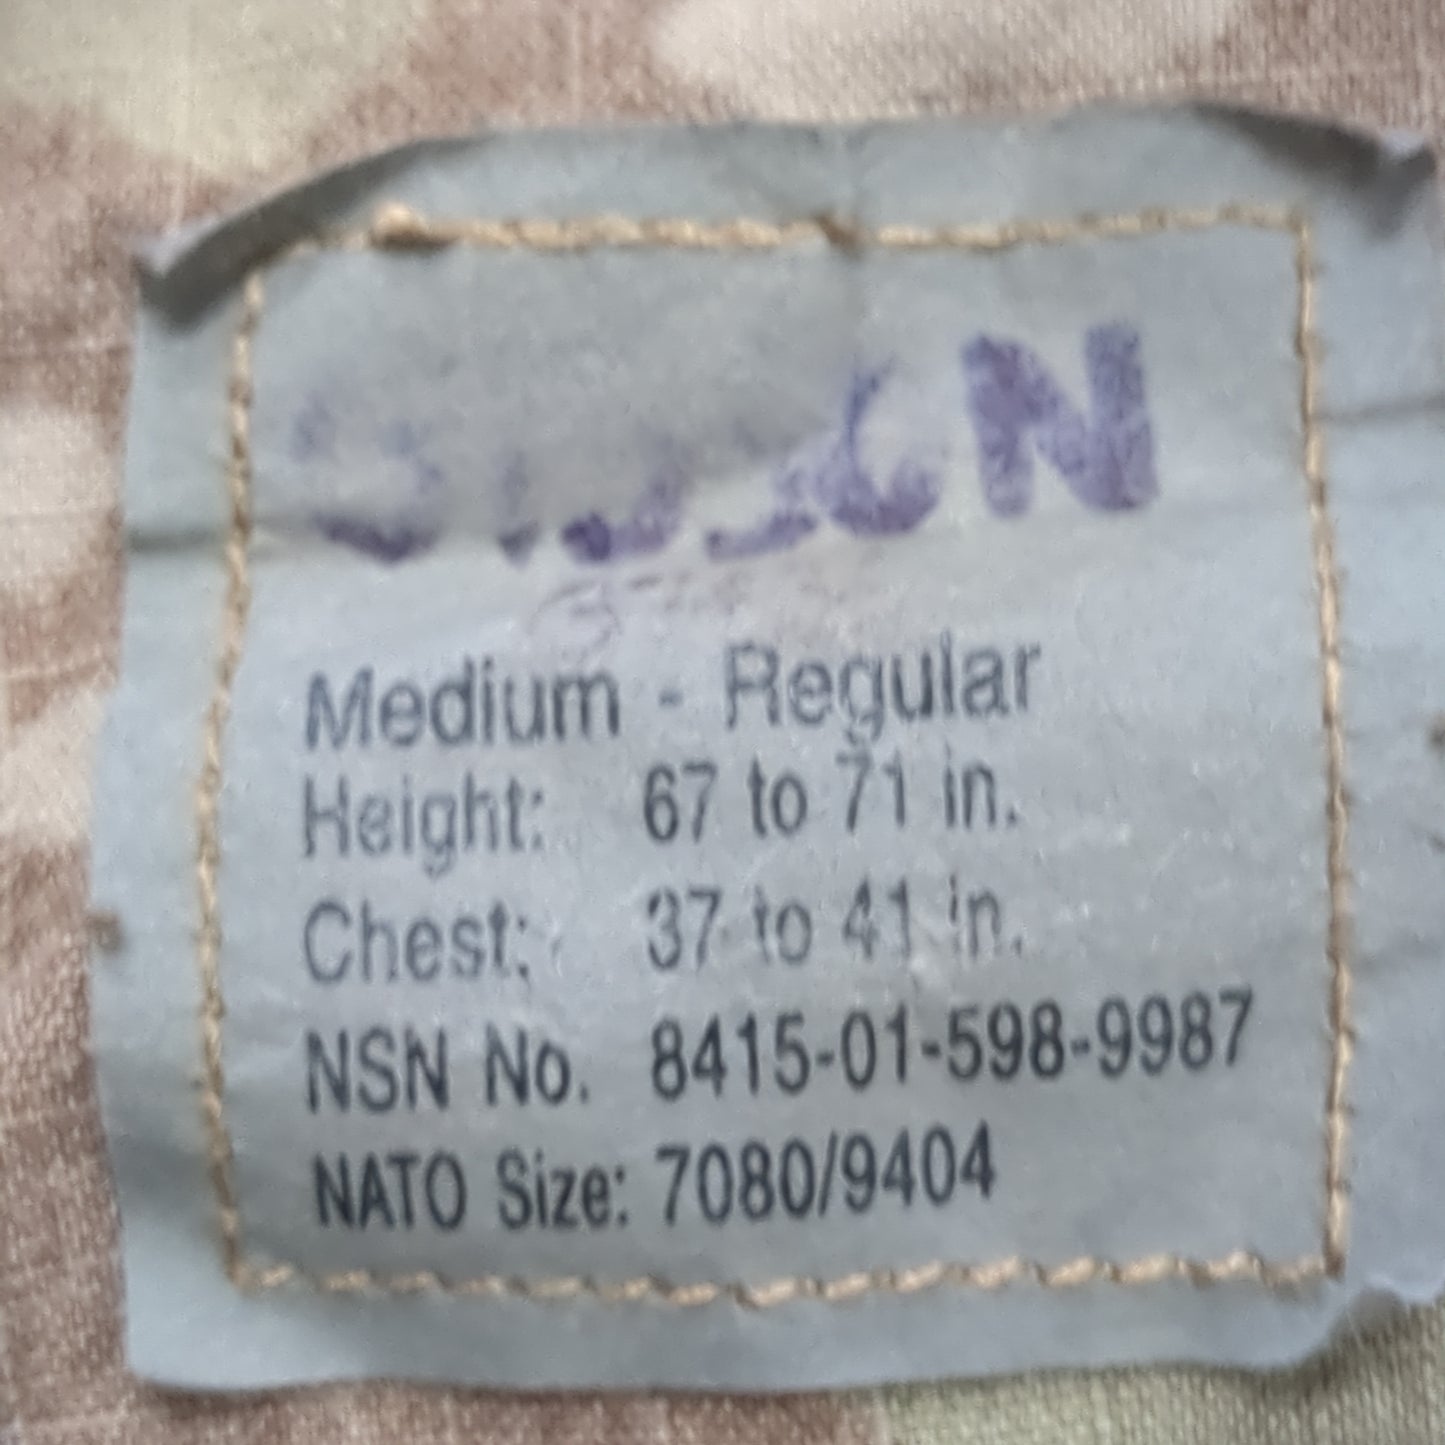 Medium - Regular
Height: 67 to 71 in.
Chest: 37 to 41 in.
NSN No. 8415-01-598-9987
NATO Size: 7080/9404